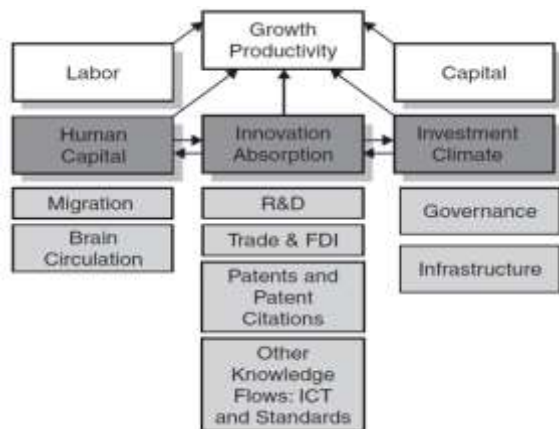 Growth
Productivity
Labor
Capital
Human
Capital
Innovation
Absorption
Investment
Climate
Migration
Brain
Circulation
R&D
Trade & FDI
Patents and
Patent
Citations
Other
Knowledge
Flows: ICT
and Standards
Governance
Infrastructure